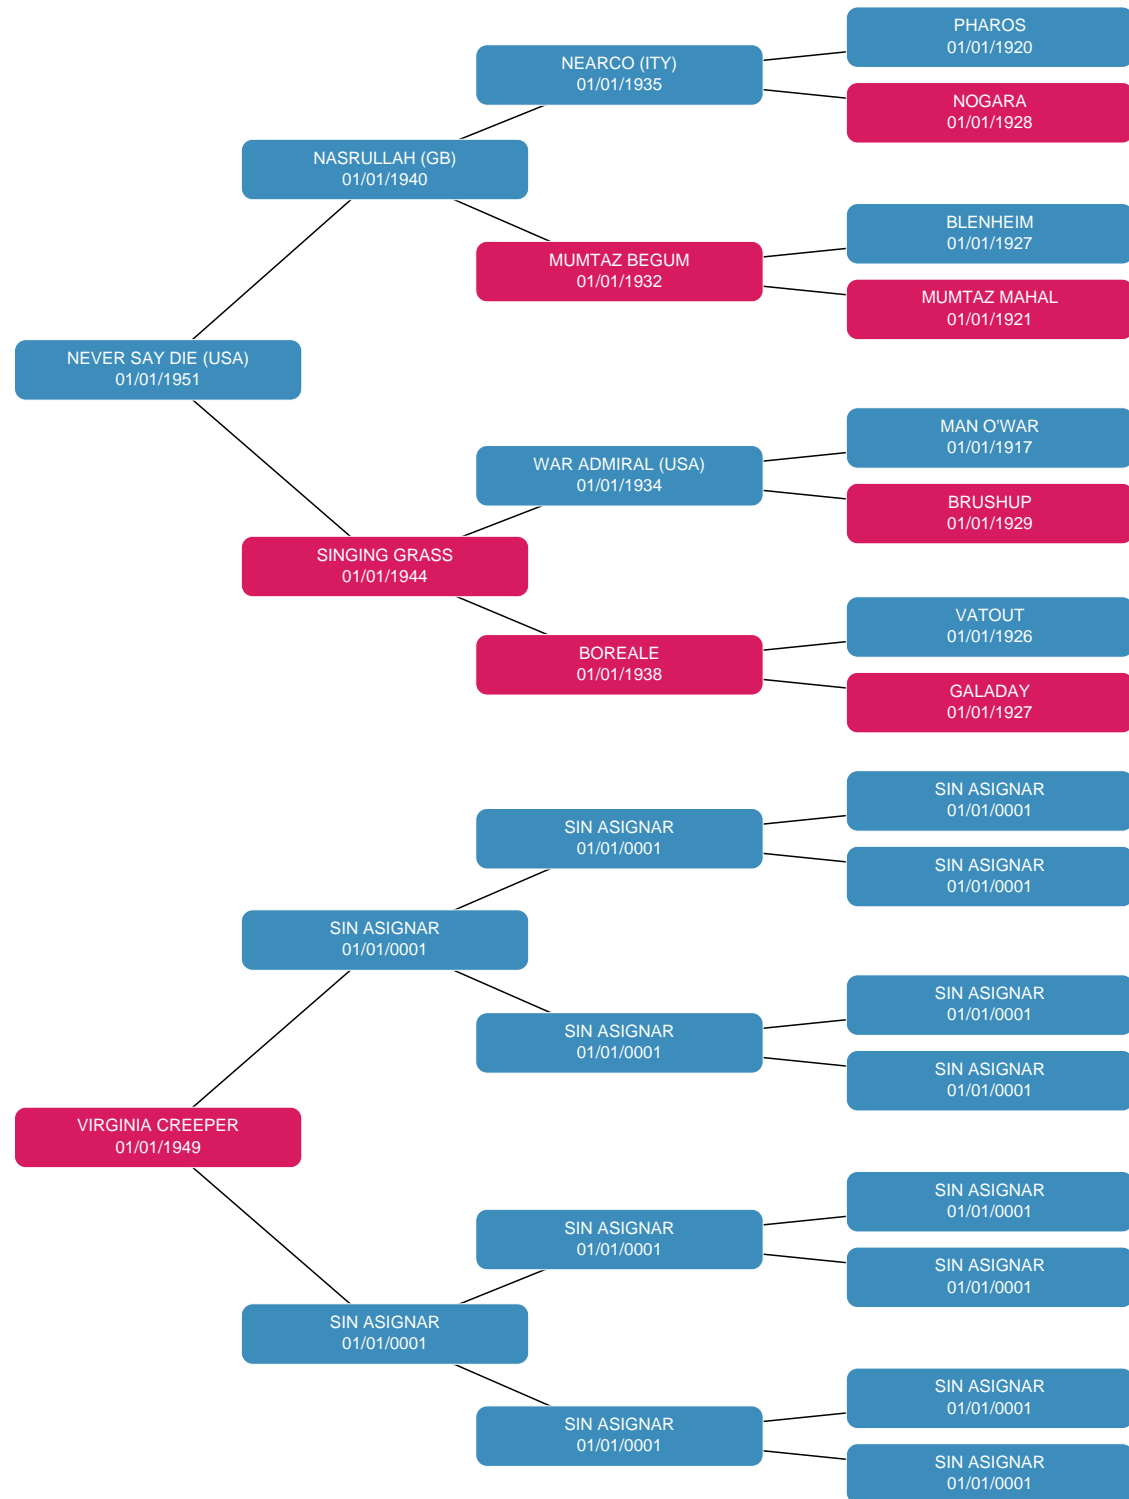 PHAROS
01/01/1920
NEARCO (ITY)
01/01/1935
NOGARA
01/01/1928
NASRULLAH (GB)
01/01/1940
BLENHEIM
01/01/1927
MUMTAZ BEGUM
01/01/1932
MUMTAZ MAHAL
01/01/1921
NEVER SAY DIE (USA)
01/01/1951
MAN O'WAR
01/01/1917
WAR ADMIRAL (USA)
01/01/1934
BRUSHUP
01/01/1929
SINGING GRASS
01/01/1944
VATOUT
01/01/1926
BOREALE
01/01/1938
GALADAY
01/01/1927
SIN ASIGNAR
01/01/0001
SIN ASIGNAR
01/01/0001
SIN ASIGNAR
01/01/0001
SIN ASIGNAR
01/01/0001
SIN ASIGNAR
01/01/0001
SIN ASIGNAR
01/01/0001
SIN ASIGNAR
01/01/0001
VIRGINIA CREEPER
01/01/1949
SIN ASIGNAR
01/01/0001
SIN ASIGNAR
01/01/0001
SIN ASIGNAR
01/01/0001
SIN ASIGNAR
01/01/0001
SIN ASIGNAR
01/01/0001
SIN ASIGNAR
01/01/0001
SIN ASIGNAR
01/01/0001